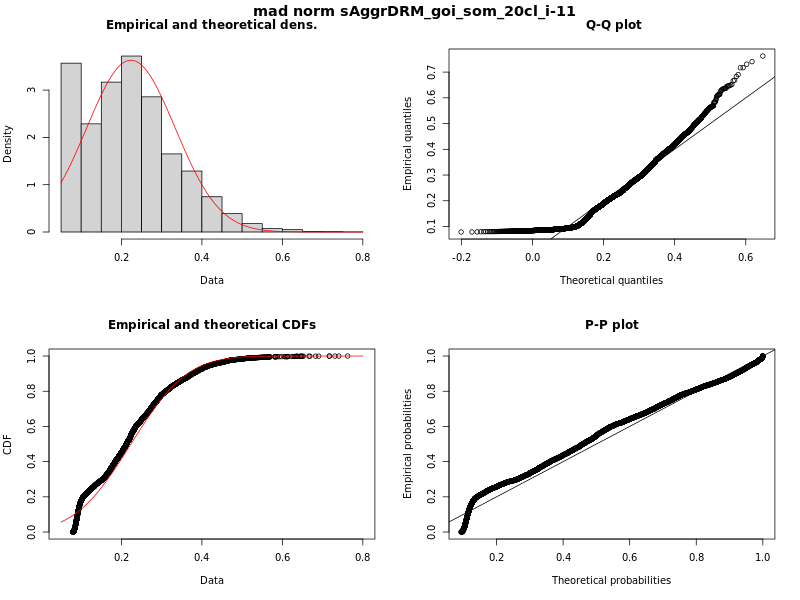 mad norm sAggrDRM_goi_som_20cl_i-11
Empirical and theoretical dens.
Density
0 1 2 3
0.2 0.4 0.6 0.8
Data
Q-Q plot
Empirical quantiles
0.1 0.2 0.3 0.4 0.5 0.6 0.7
-0.2 0.0 0.2 0.4 0.6
Theoretical quantiles
Empirical and theoretical CDFs
CDF
0.0 0.2 0.4 0.6 0.8 1.0
0.2 0.4 0.6 0.8
Data
P-P plot
Empirical probabilities
0.0 0.2 0.4 0.6 0.8 1.0
0.2 0.4 0.6 0.8 1.0
Theoretical probabilities